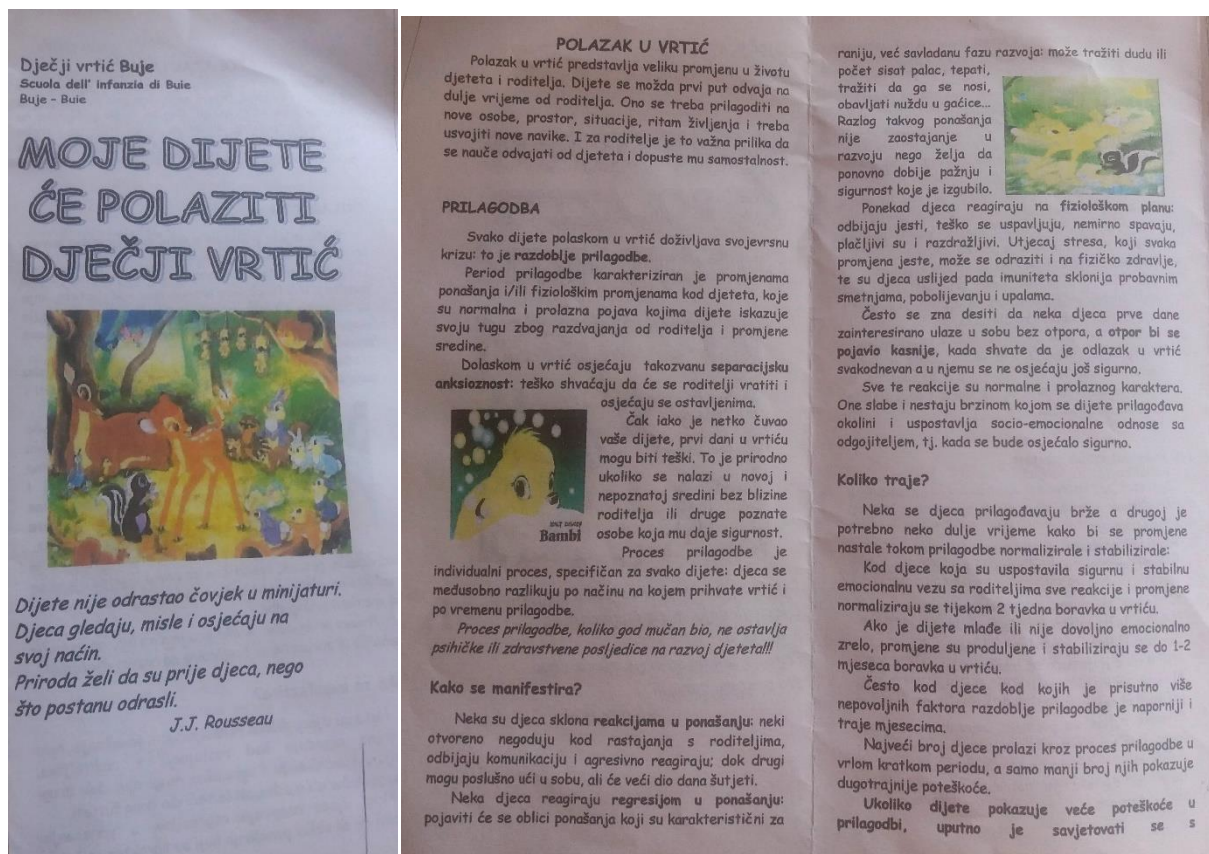 Dječji vrtić Buje
Scuola dell' Infanzia di Buie
Buje - Buie
MOJE DIJETE
ĆE POLAZITI
DJEČJI VRTIĆ
Dijete nije odrastao čovjek u minijaturi.
Djeca gledaju, misle i osjećaju na
svoj naćin.
Priroda želi da su prije djeca, nego
što postanu odrasli.
J.J. Rousseau
POLAZAK U VRTIĆ
Polazak u vrtić predstavlja veliku promjenu u životu
djeteta i roditelja. Dijete se možda prvi put odvaja na
dulje vrijeme od roditelja. Ono se treba prilagoditi na
nove osobe, prostor, situacije, ritam življenja i treba
usvojiti nove navike. I za roditelje je to važna prilika da
se nauče odvajati od djeteta i dopuste mu samostalnost.
PRILAGODBA
Svako dijete polaskom u vrtić doživljava svojevrsnu
krizu: to je razdoblje prilagodbe.
Period prilagodbe karakteriziran je promjenama
ponašanja i/ili fiziološkim promjenama kod djeteta, koje
su normalna i prolazna pojava kojima dijete iskazuje
svoju tugu zbog razdvajanja od roditelja i promjene
sredine.
Dolaskom u vrtić osjećaju takozvanu separacijsku
anksioznost: teško shvaćaju da će se roditelji vratiti i
osjećaju se ostavljenima.
Čak iako je netko čuvao
vaše dijete, prvi dani u vrtiću
mogu biti teški. To je prirodno
ukoliko se nalazi u novoj i
nepoznatoj sredini bez blizine
roditelja ili druge poznate
osobe koja mu daje sigurnost.
WALT DISNEY
Bambi
Proces prilagodbe je
individualni proces, specifičan za svako dijete: djeca se
međusobno razlikuju po načinu na kojem prihvate vrtić i
po vremenu prilagodbe.
Proces prilagodbe, koliko god mučan bio, ne ostavlja
psihičke ili zdravstvene posljedice na razvoj djeteta!!!
Kako se manifestira?
Neka su djeca sklona reakcijama u ponašanju: neki
otvoreno negoduju kod rastajanja s roditeljima,
odbijaju komunikaciju i agresivno reagiraju; dok drugi
mogu poslušno ući u sobu, ali će veći dio dana šutjeti.
Neka djeca reagiraju regresijom u ponašanju:
pojaviti će se oblici ponašanja koji su karakteristični za
raniju, već savladanu fazu razvoja: može tražiti dudu ili
počet sisat palac, tepati,
tražiti da ga se nosi,
obavljati nuždu u gaćice...
Razlog takvog ponašanja
nije zaostajanje u
razvoju nego želja da
ponovno dobije pažnju i
sigurnost koje je izgubilo.
Ponekad djeca reagiraju na fiziološkom planu:
odbijaju jesti, teško se uspavljuju, nemirno spavaju,
plačljivi su i razdražljivi. Utjecaj stresa, koji svaka
promjena jeste, može se odraziti i na fizičko zdravlje,
te su djeca uslijed pada imuniteta sklonija probavnim
smetnjama, pobolijevanju i upalama.
Često se zna desiti da neka djeca prve dane
zainteresirano ulaze u sobu bez otpora, a otpor bi se
pojavio kasnije, kada shvate da je odlazak u vrtić
svakodnevan a u njemu se ne osjećaju još sigurno.
Sve te reakcije su normalne i prolaznog karaktera.
One slabe i nestaju brzinom kojom se dijete prilagođava
okolini i uspostavlja socio-emocionalne odnose sa
odgojiteljem, tj. kada se bude osjećalo sigurno.
Koliko traje?
Neka se djeca prilagođavaju brže a drugoj je
potrebno neko dulje vrijeme kako bi se promjene
nastale tokom prilagodbe normalizirale i stabilizirale:
Kod djece koja su uspostavila sigurnu i stabilnu
emocionalnu vezu sa roditeljima sve reakcije i promjene
normaliziraju se tijekom 2 tjedna boravka u vrtiću.
Ako je dijete mlađe ili nije dovoljno emocionalno
zrelo, promjene su produljene i stabiliziraju se do 1-2
mjeseca boravka u vrtiću.
Često kod djece kod kojih je prisutno više
nepovoljnih faktora razdoblje prilagodbe je naporniji i
traje mjesecima.
Najveći broj djece prolazi kroz proces prilagodbe u
vrlom kratkom periodu, a samo manji broj njih pokazuje
dugotrajnije poteškoće.
Ukoliko dijete pokazuje veće poteškoće u
prilagodbi, uputno je savjetovati se s